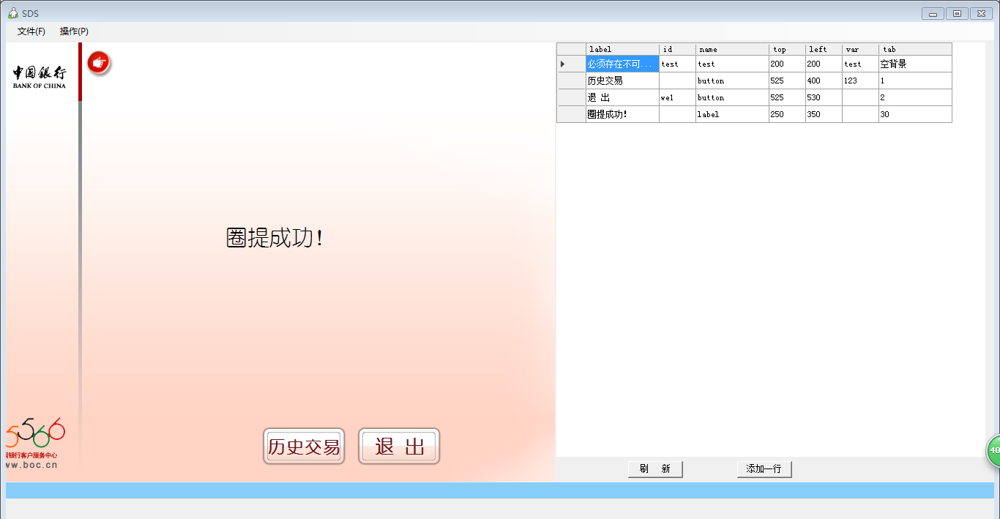 SDS
文件(F) 操作(P)
中国银行
BANK OF CHINA
圈提成功!
历史交易 退 出
5566
银行客户服务中心
ww.boc.cn
label id name top left var tab
必须存在不可... test test 200 200 test 空背景
历史交易 button 525 400 123 1
退 出 we1 button 525 530 2
圈提成功! label 250 350 30
刷 新 添加一行
40